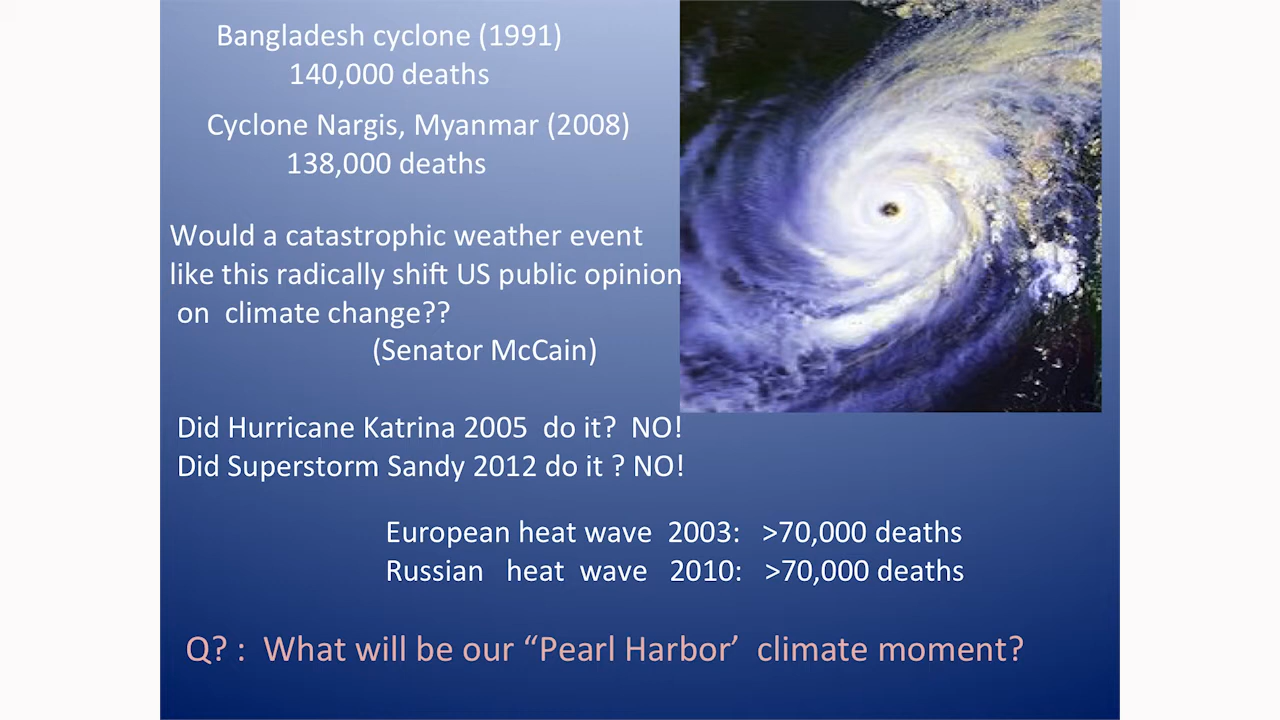 Bangladesh cyclone (1991)
140,000 deaths
Cyclone Nargis, Myanmar (2008)
138,000 deaths
Would a catastrophic weather event
like this radically shift US public opinion
on climate change??
(Senator McCain)
Did Hurricane Katrina 2005 do it? NO!
Did Superstorm Sandy 2012 do it ? NO!
European heat wave 2003: >70,000 deaths
Russian heat wave 2010: >70,000 deaths
Q? : What will be our “Pearl Harbor’ climate moment?